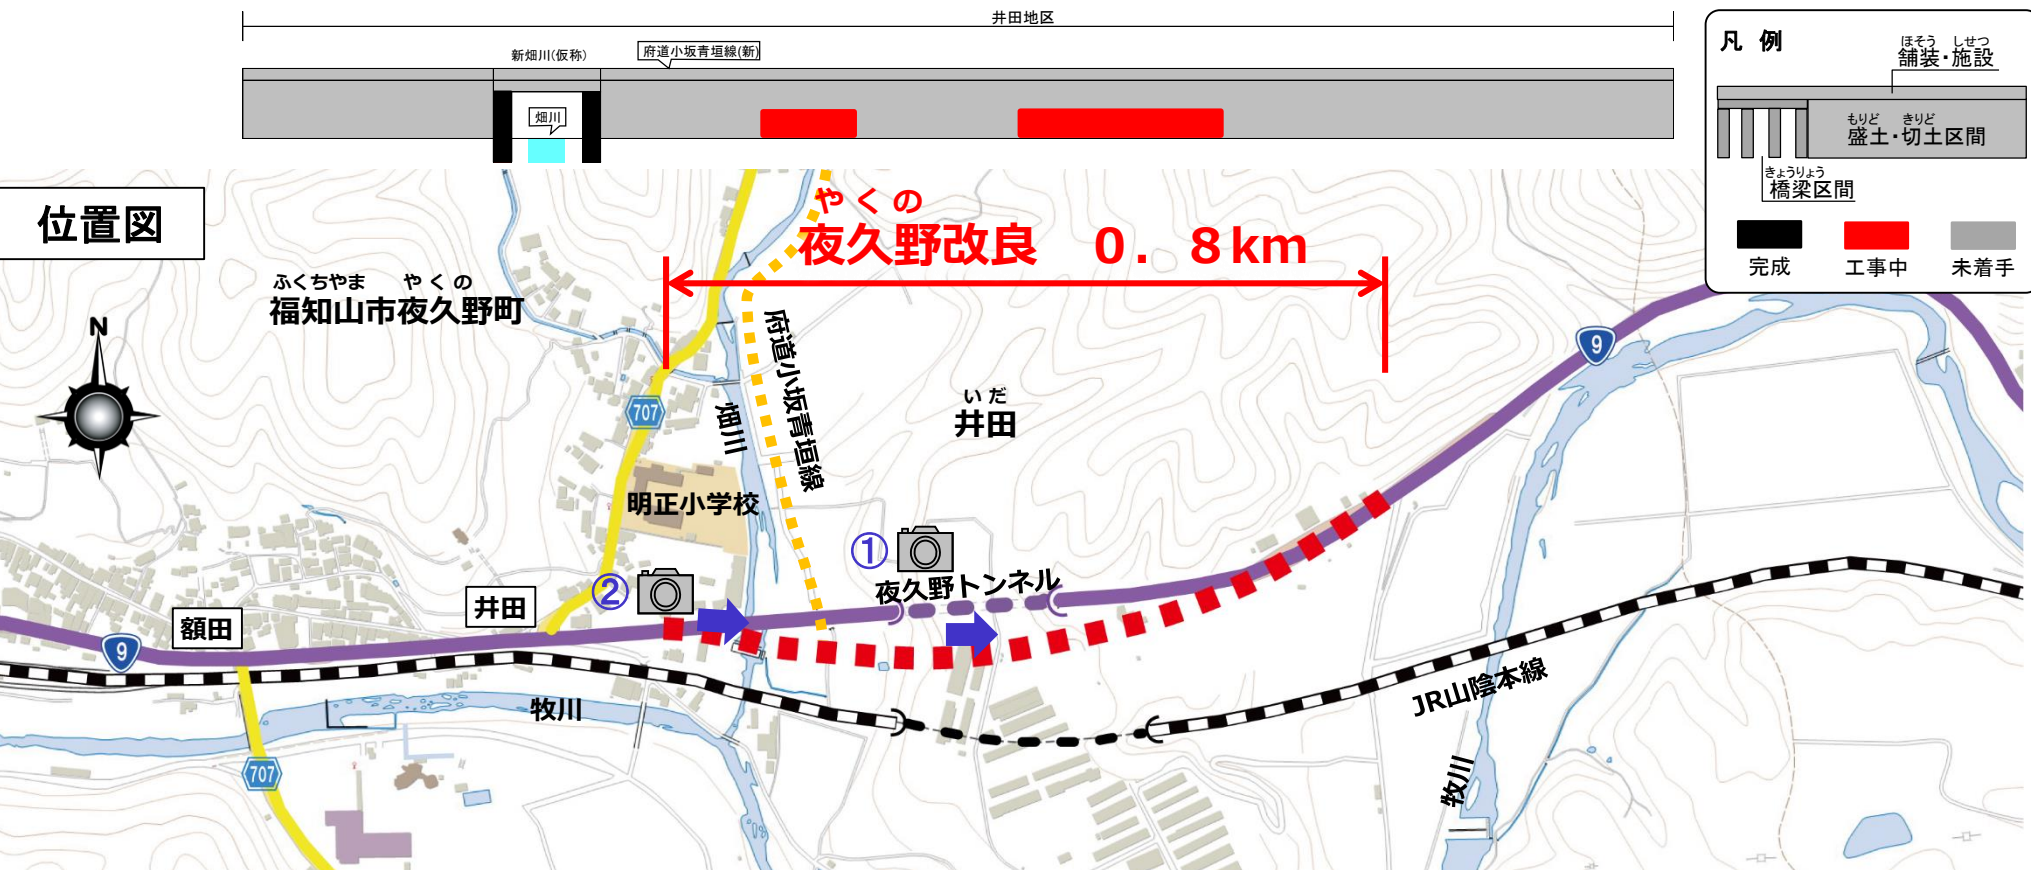 井田地区
新畑川(仮称)
府道小坂青垣線(新)
畑川
凡 例
ほそう しせつ
舗装・施設
もりど きりど
盛土・切土区間
きょうりょう
橋梁区間
完成
工事中
未着手
位置図
やくの
夜久野改良 0.8km
ふくちやま やくの
福知山市夜久野町
N
府道小坂青垣線
9
いだ
井田
707
畑川
明正小学校
①
夜久野トンネル
②
井田
額田
9
牧川
JR山陰本線
707
牧川